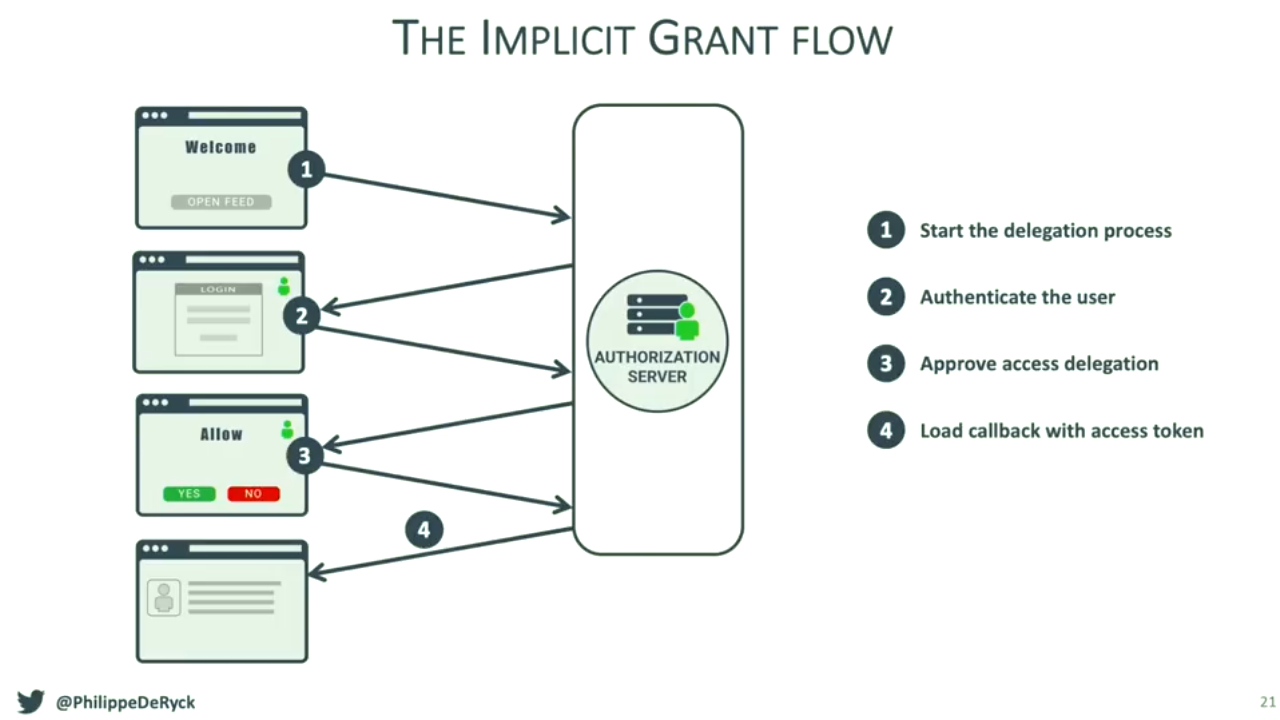 THE IMPLICIT GRANT FLOW
Welcome
OPEN FEED
1
LOGIN
2
Allow
YES
NO
3
4
AUTHORIZATION
SERVER
1 Start the delegation process
2 Authenticate the user
3 Approve access delegation
4 Load callback with access token
@PhilippeDeRyck
21